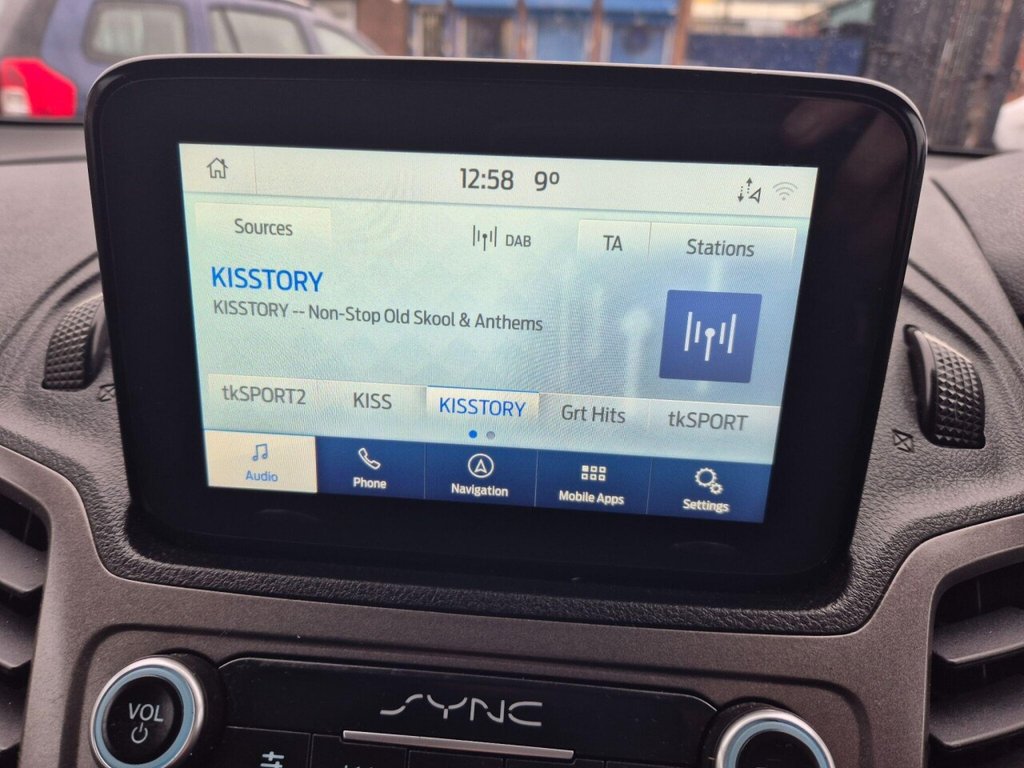 12:58 9º
Sources DAB TA Stations
KISSTORY
KISSTORY -- Non-Stop Old Skool & Anthems
tkSPORT2 KISS KISSTORY Grt Hits tkSPORT
Audio Phone Navigation Mobile Apps Settings
SYNC
VOL